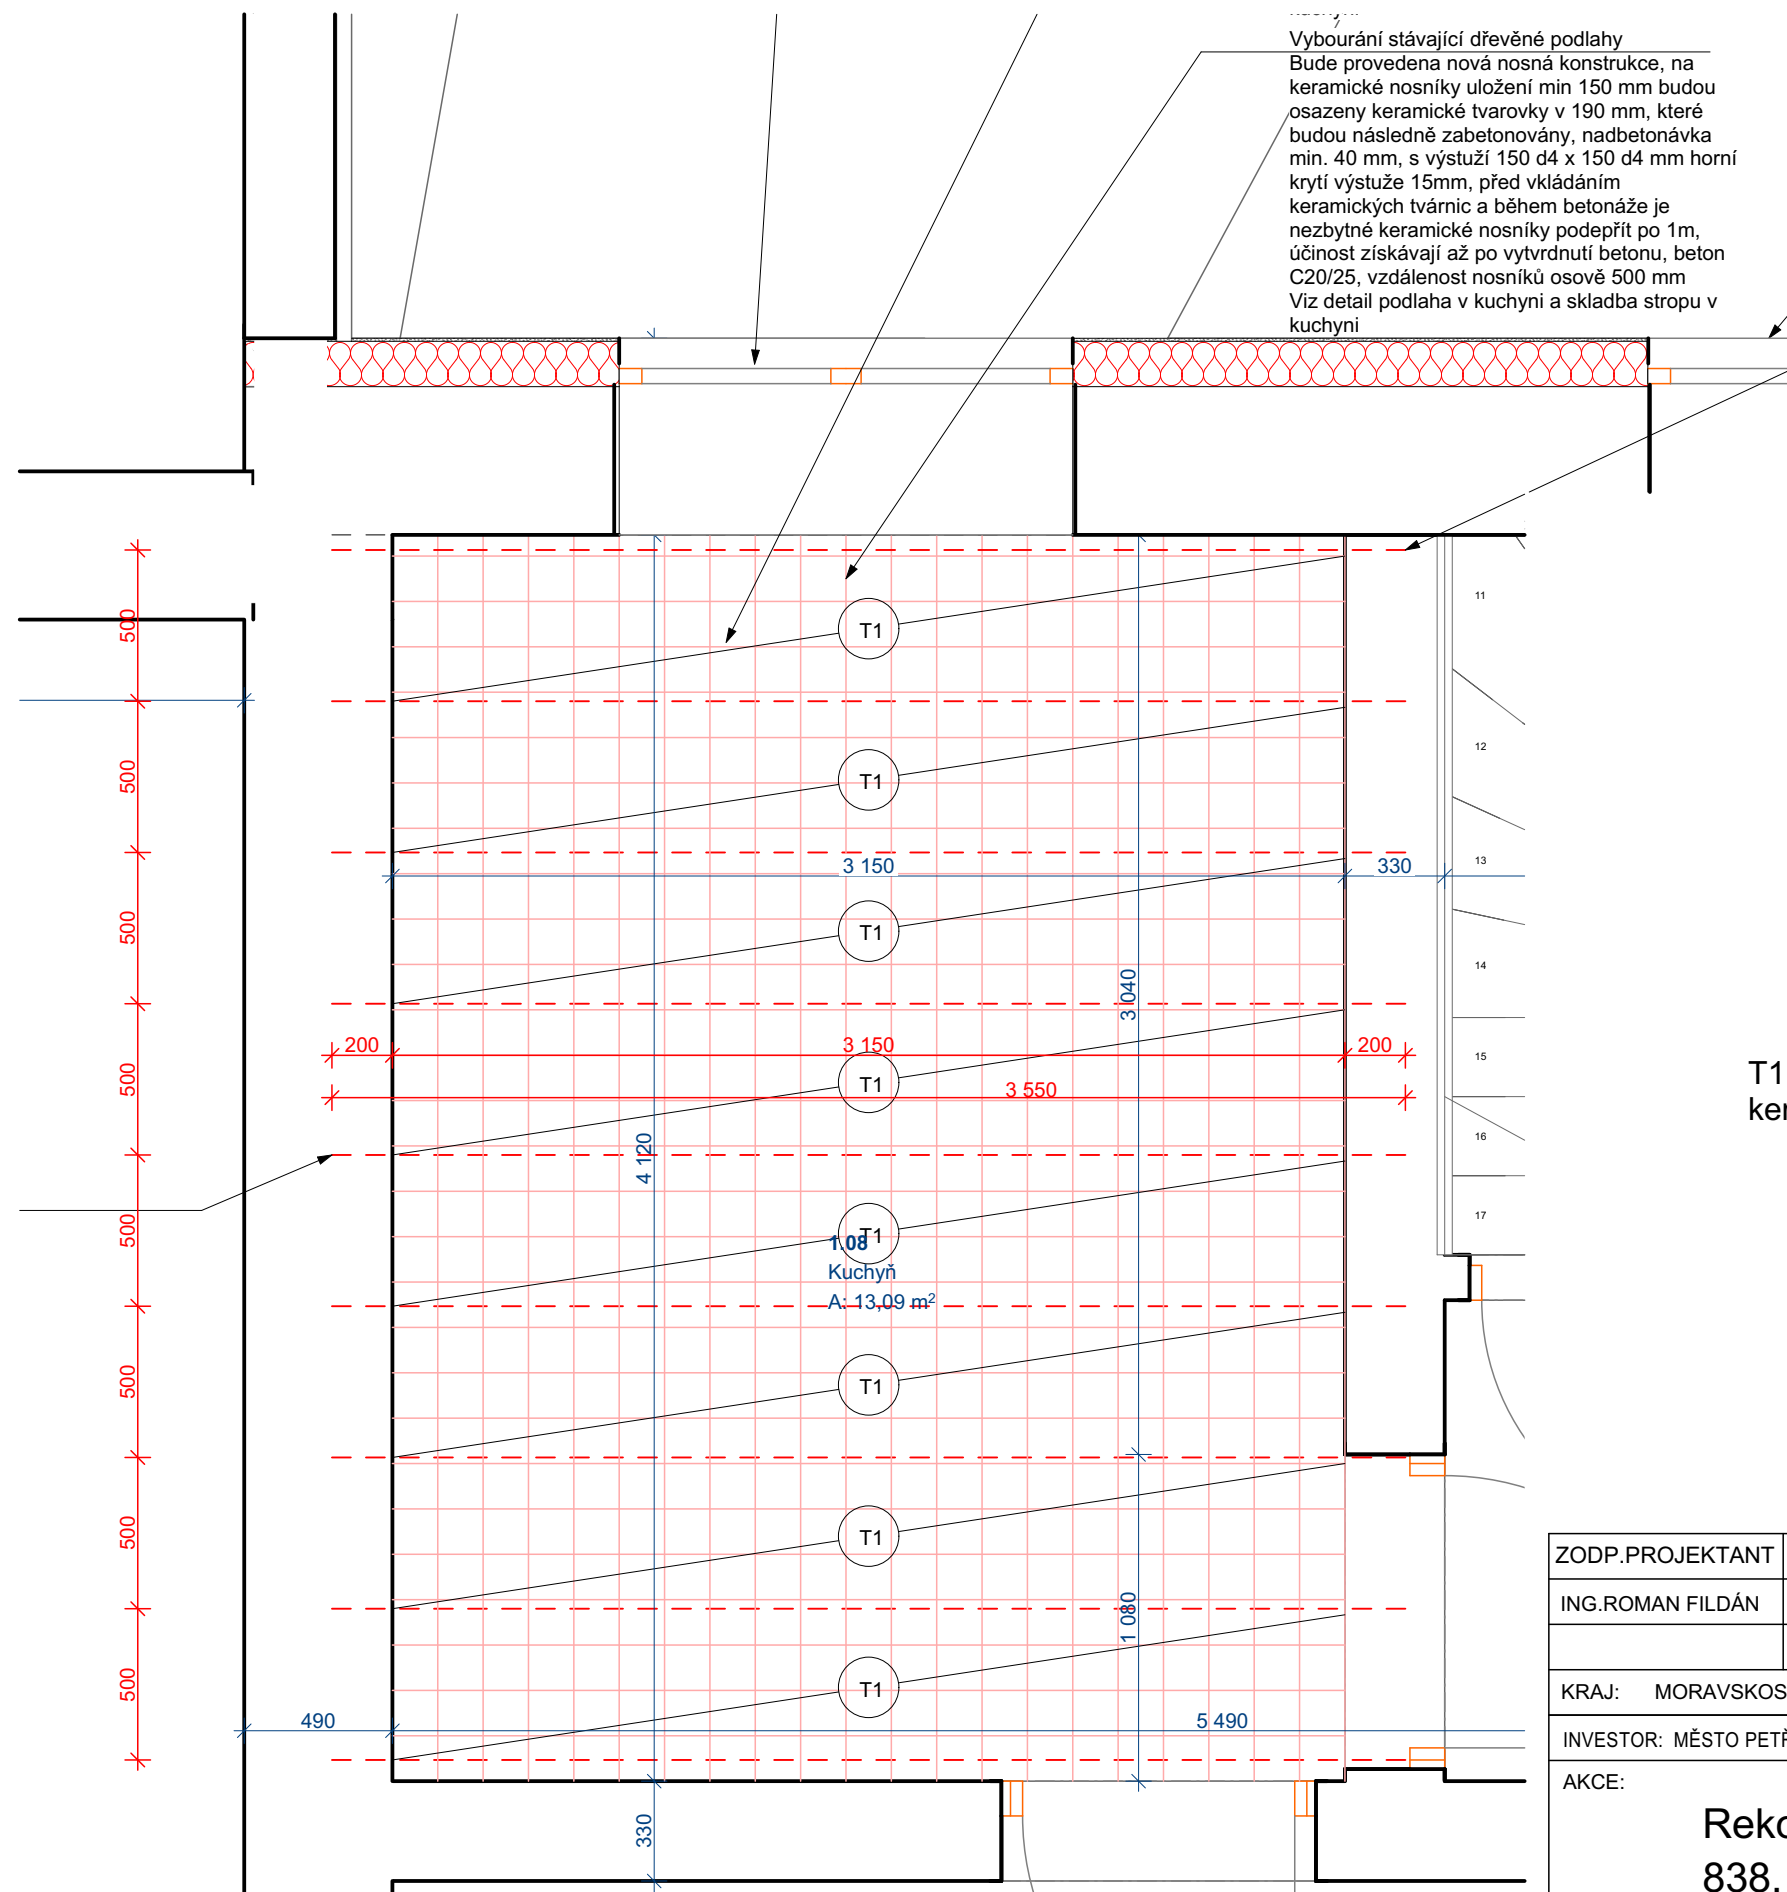 Vybourání stávající dřevěné podlahy
Bude provedena nová nosná konstrukce, na
keramické nosníky uložení min 150 mm budou
osazeny keramické tvarovky v 190 mm, které
budou následně zabetonovány, nadbetonávka
min. 40 mm, s výstuží 150 d4 x 150 d4 mm horní
krytí výstuže 15mm, před vkládáním
keramických tvárnic a během betonáže je
nezbytné keramické nosníky podepřít po 1m,
účinost získávají až po vytvrdnutí betonu, beton
C20/25, vzdálenost nosníků osově 500 mm
Viz detail podlaha v kuchyni a skladba stropu v
kuchyni
500
500
500
500
500
500
500
500
T1
T1
T1
T1
T1
T1
T1
T1
3 150
330
3 040
200
3 150
200
3 550
4 120
1.08
Kuchyň
A: 13,09 m²
1 080
490
5 490
330
11
12
13
14
15
16
17
T1
ker
ZODP.PROJEKTANT
ING.ROMAN FILDÁN
KRAJ: MORAVSKOS
INVESTOR: MĚSTO PETŘ
AKCE:
Reko
838,